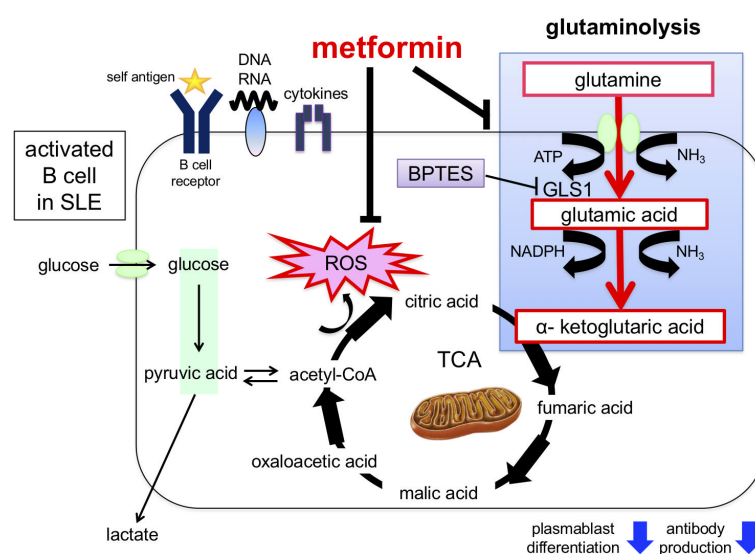 glutaminolysis
metformin
DNA
RNA
self antigen
cytokines
B cell
receptor
activated
B cell
in SLE
glutamine
ATP
NH3
BPTES
GLS1
glutamic acid
NADPH
NH3
α- ketoglutaric acid
glucose
glucose
ROS
citric acid
TCA
pyruvic acid
acetyl-CoA
fumaric acid
oxaloacetic acid
malic acid
lactate
plasmablast
differentiation
antibody
production